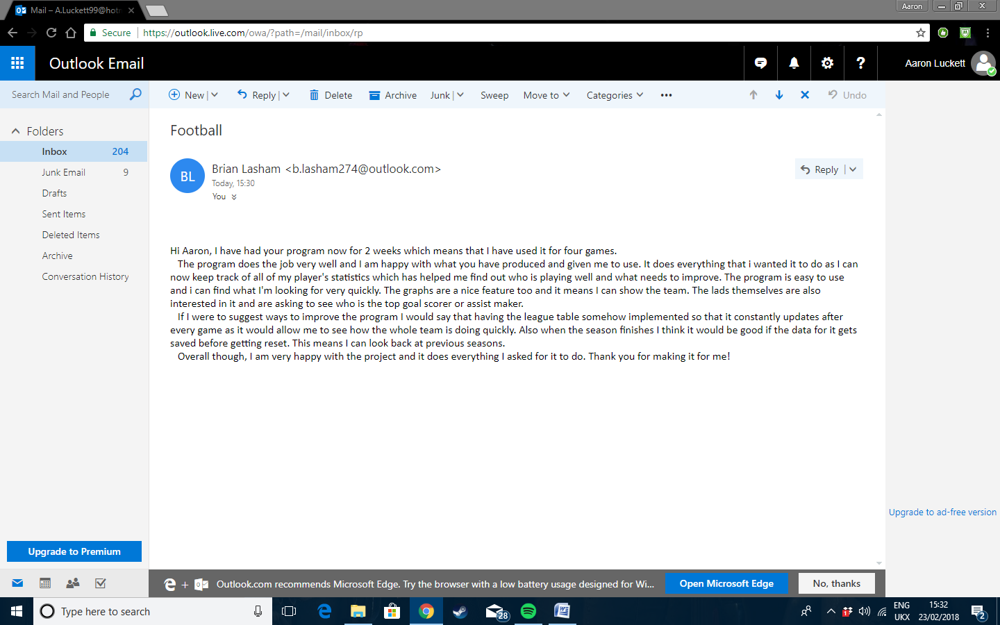 Mail – A.Luckett99@hotm
Aaron
Secure https://outlook.live.com/owa/?path=/mail/inbox/rp
Outlook Email
Aaron Luckett
Search Mail and People
New
Reply
Delete
Archive
Junk
Sweep
Move to
Categories
Undo
Folders
Inbox 204
Junk Email 9
Drafts
Sent Items
Deleted Items
Archive
Conversation History
Football
BL
Brian Lasham <b.lasham274@outlook.com>
Today, 15:30
You
Reply
Hi Aaron, I have had your program now for 2 weeks which means that I have used it for four games.
The program does the job very well and I am happy with what you have produced and given me to use. It does everything that i wanted it to do as I can
now keep track of all of my player's statistics which has helped me find out who is playing well and what needs to improve. The program is easy to use
and i can find what I'm looking for very quickly. The graphs are a nice feature too and it means I can show the team. The lads themselves are also
interested in it and are asking to see who is the top goal scorer or assist maker.
If I were to suggest ways to improve the program I would say that having the league table somehow implemented so that it constantly updates after
every game as it would allow me to see how the whole team is doing quickly. Also when the season finishes I think it would be good if the data for it gets
saved before getting reset. This means I can look back at previous seasons.
Overall though, I am very happy with the project and it does everything I asked for it to do. Thank you for making it for me!
Upgrade to ad-free version
Upgrade to Premium
Outlook.com recommends Microsoft Edge. Try the browser with a low battery usage designed for Wi...
Open Microsoft Edge
No, thanks
Type here to search
28
ENG
UKX
15:32
23/02/2018
2